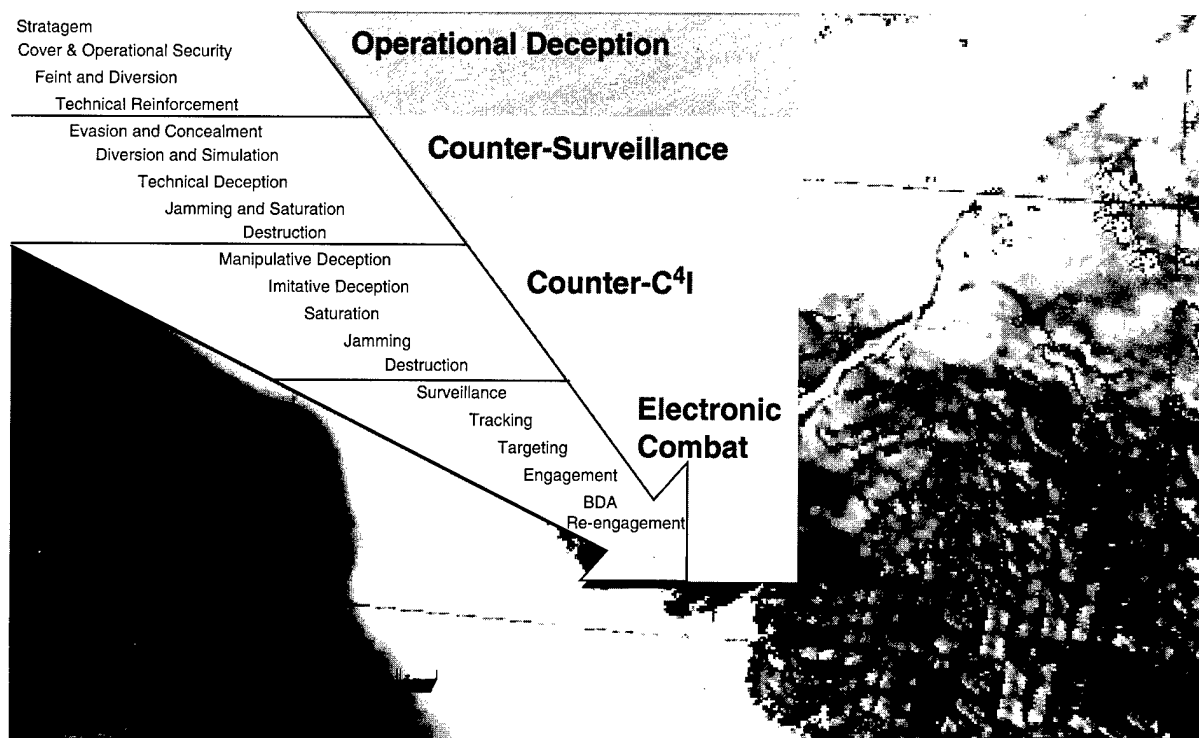 Stratagem
Cover & Operational Security
Feint and Diversion
Technical Reinforcement
Operational Deception
Evasion and Concealment
Diversion and Simulation
Technical Deception
Jamming and Saturation
Destruction
Counter-Surveillance
Manipulative Deception
Imitative Deception
Saturation
Jamming
Destruction
Counter-C⁴I
Surveillance
Tracking
Targeting
Engagement
BDA
Re-engagement
Electronic
Combat